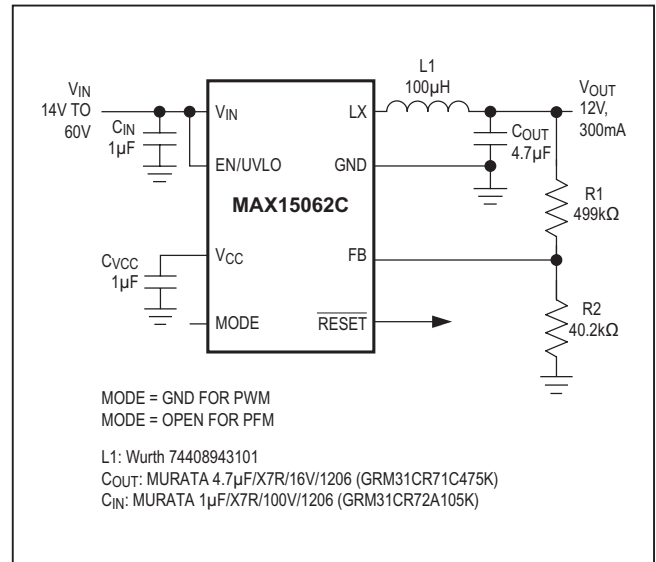 VIN
14V TO
60V
CIN
1µF
VIN
EN/UVLO
VCC
MODE
CVCC
1µF
MAX15062C
LX
GND
FB
RESET
L1
100µH
COUT
4.7µF
VOUT
12V,
300mA
R1
499kΩ
R2
40.2kΩ
MODE = GND FOR PWM
MODE = OPEN FOR PFM
L1: Wurth 74408943101
COUT: MURATA 4.7µF/X7R/16V/1206 (GRM31CR71C475K)
CIN: MURATA 1µF/X7R/100V/1206 (GRM31CR72A105K)